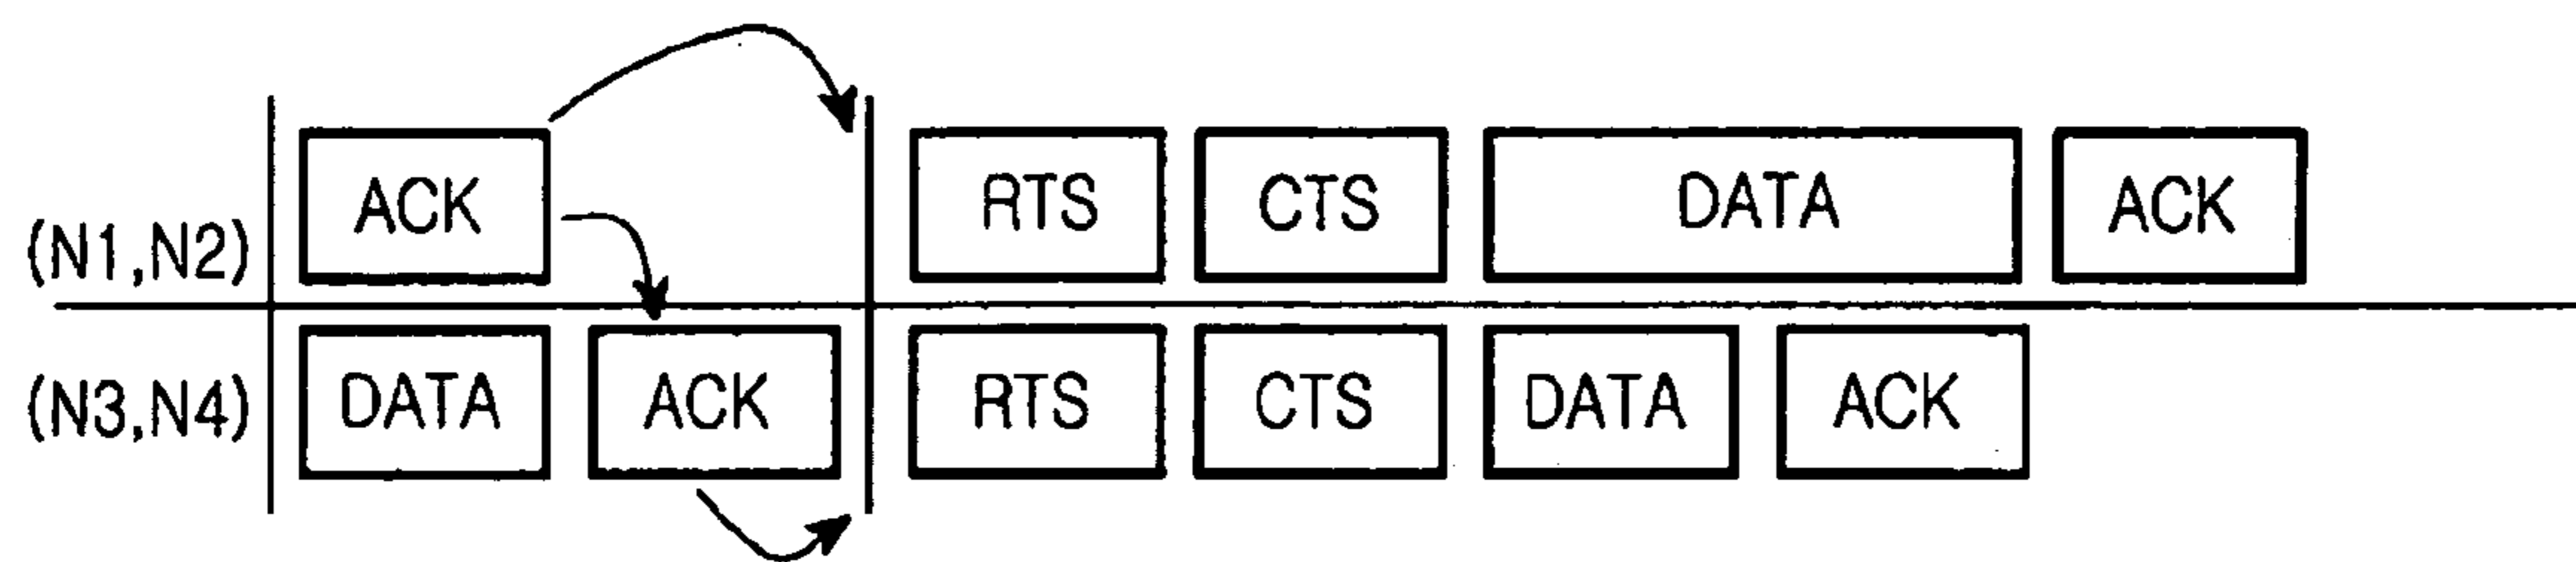 (N1,N2) ACK RTS CTS DATA ACK
(N3,N4) DATA ACK RTS CTS DATA ACK